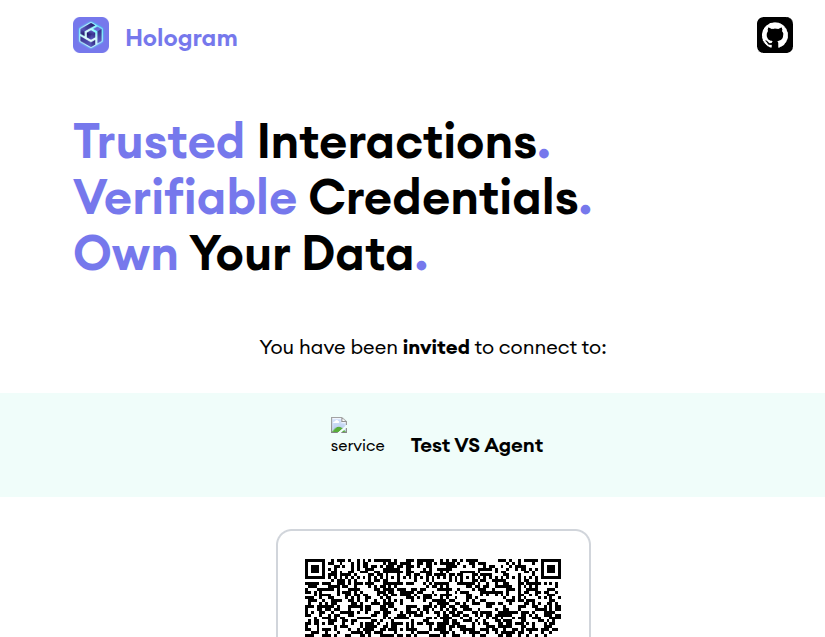 Hologram
Trusted Interactions.
Verifiable Credentials.
Own Your Data.
You have been invited to connect to:
service
Test VS Agent